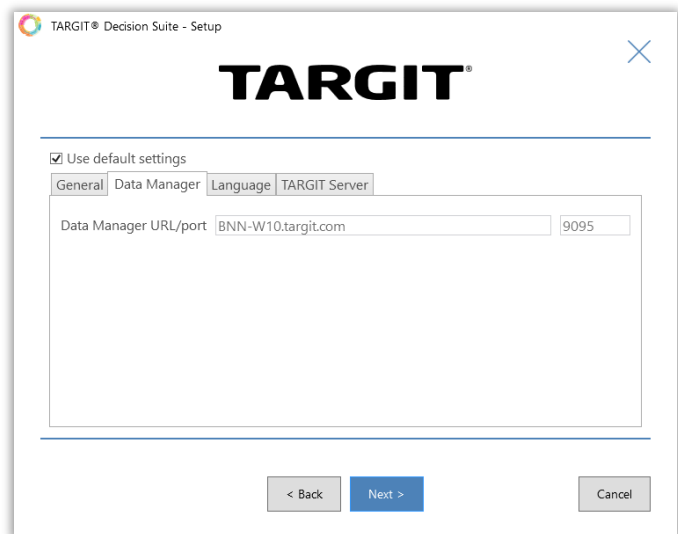 TARGIT® Decision Suite - Setup
TARGIT®
Use default settings
General Data Manager Language TARGIT Server
Data Manager URL/port BNN-W10.targit.com 9095
< Back Next > Cancel